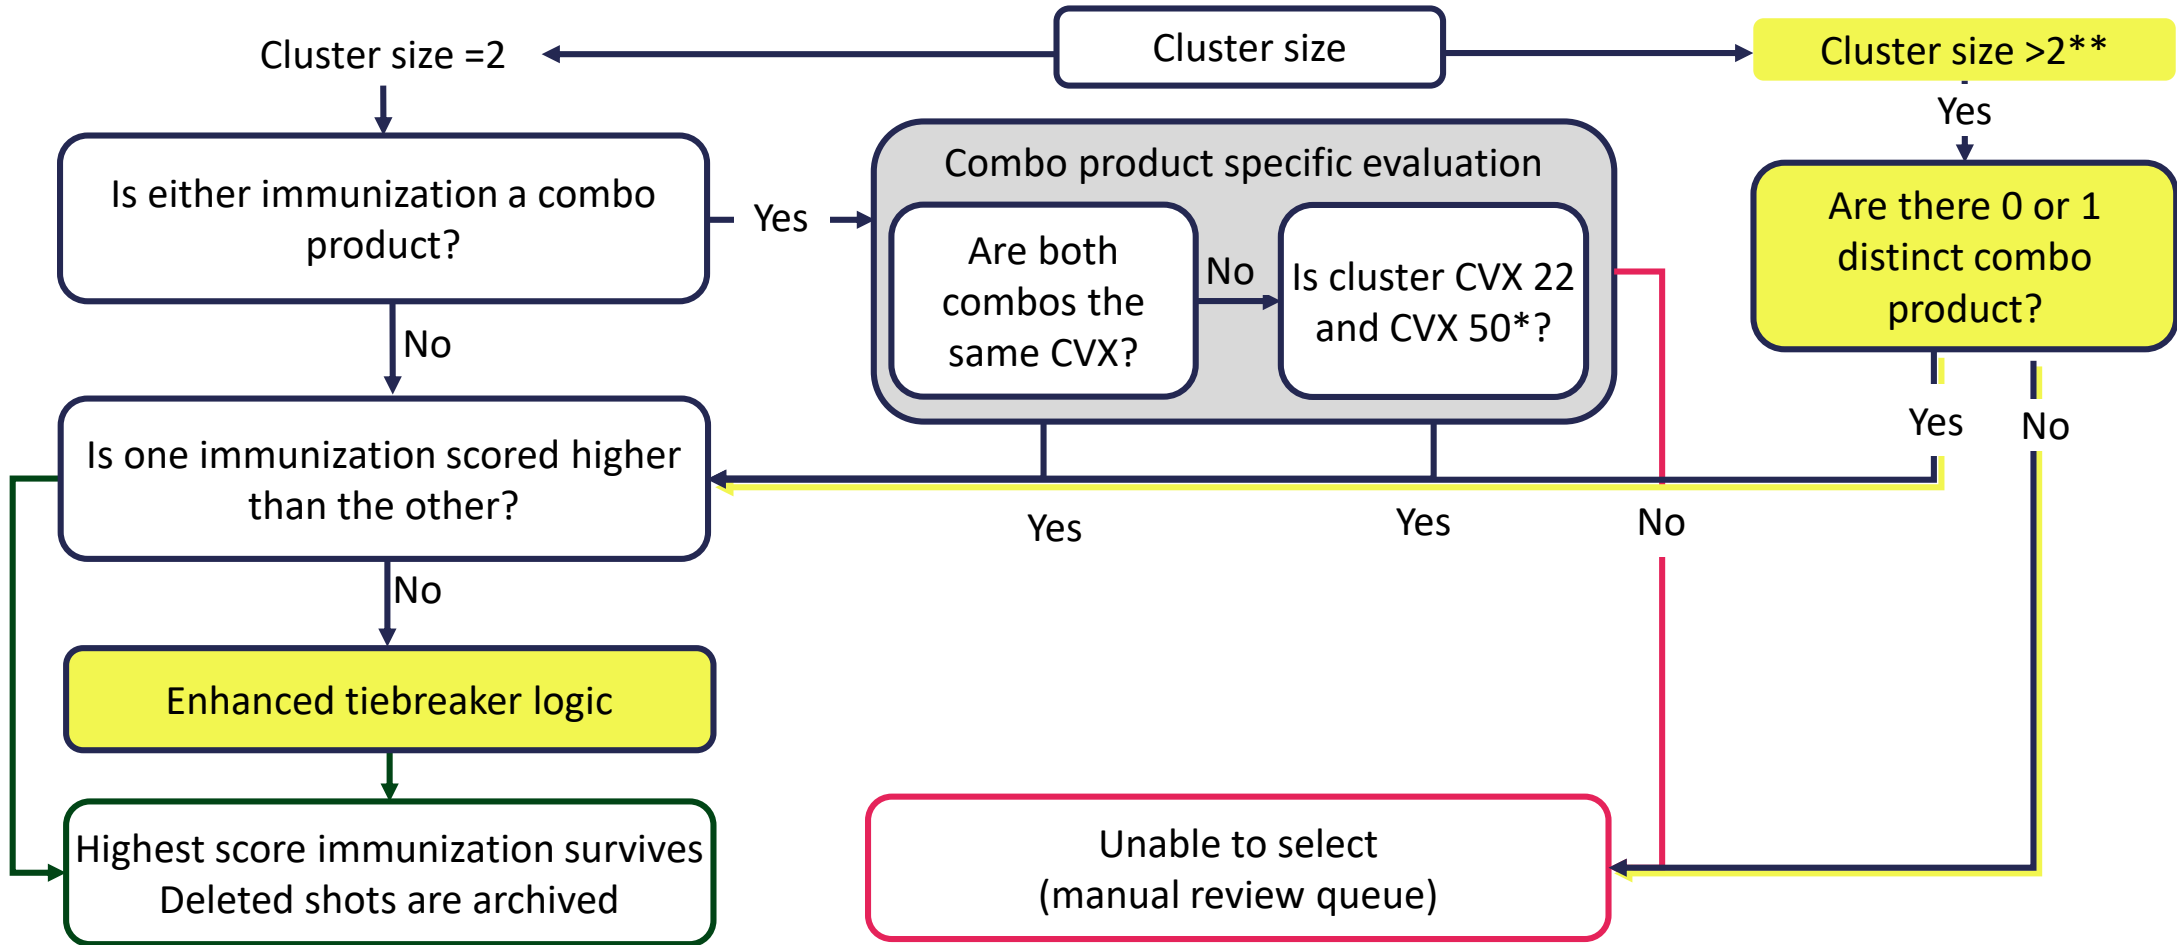 Cluster size =2
Cluster size
Cluster size >2**
Yes
Is either immunization a combo
product?
Yes
Combo product specific evaluation
Are both
combos the
same CVX?
No
Is cluster CVX 22
and CVX 50*?
Are there 0 or 1
distinct combo
product?
No
Yes
No
Is one immunization scored higher
than the other?
Yes
Yes
No
No
Enhanced tiebreaker logic
Highest score immunization survives
Deleted shots are archived
Unable to select
(manual review queue)